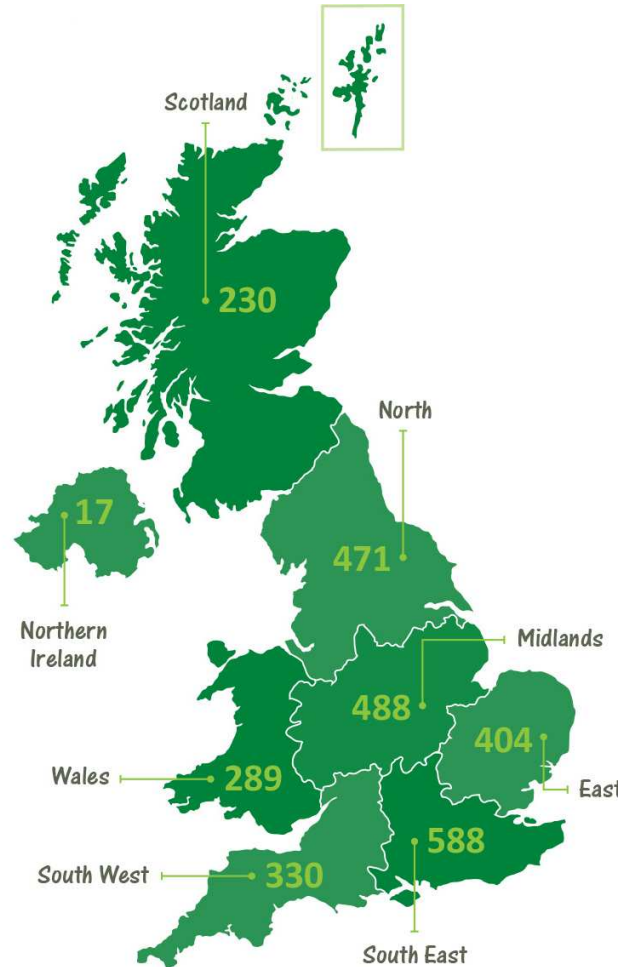 Scotland
230
North
17
471
Northern
Ireland
Midlands
488
404
Wales
289
East
588
South West
330
South East